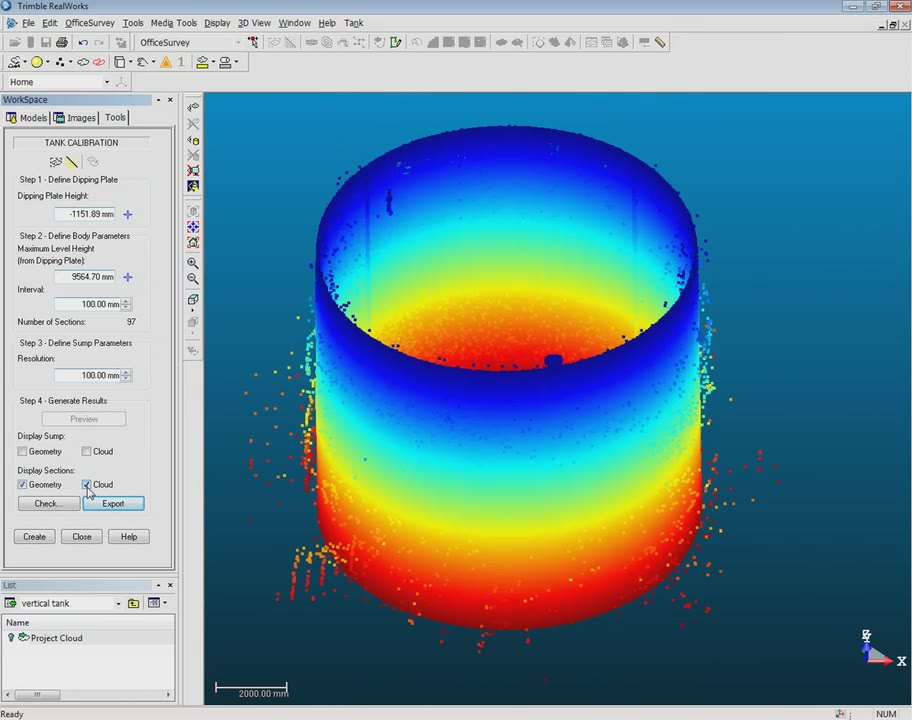 Trimble RealWorks
File Edit OfficeSurvey Tools Media Tools Display 3D View Window Help Tank
OfficeSurvey
1
Home
WorkSpace
Models Images Tools
TANK CALIBRATION
Step 1 - Define Dipping Plate
Dipping Plate Height:
-1151.89 mm
Step 2 - Define Body Parameters
Maximum Level Height
(from Dipping Plate):
9564.70 mm
Interval:
100.00 mm
Number of Sections: 97
Step 3 - Define Sump Parameters
Resolution:
100.00 mm
Step 4 - Generate Results
Preview
Display Sump:
Geometry Cloud
Display Sections:
Geometry Cloud
Check... Export
Create Close Help
List
vertical tank
Name
Project Cloud
2000.00 mm
X
Ready
NUM